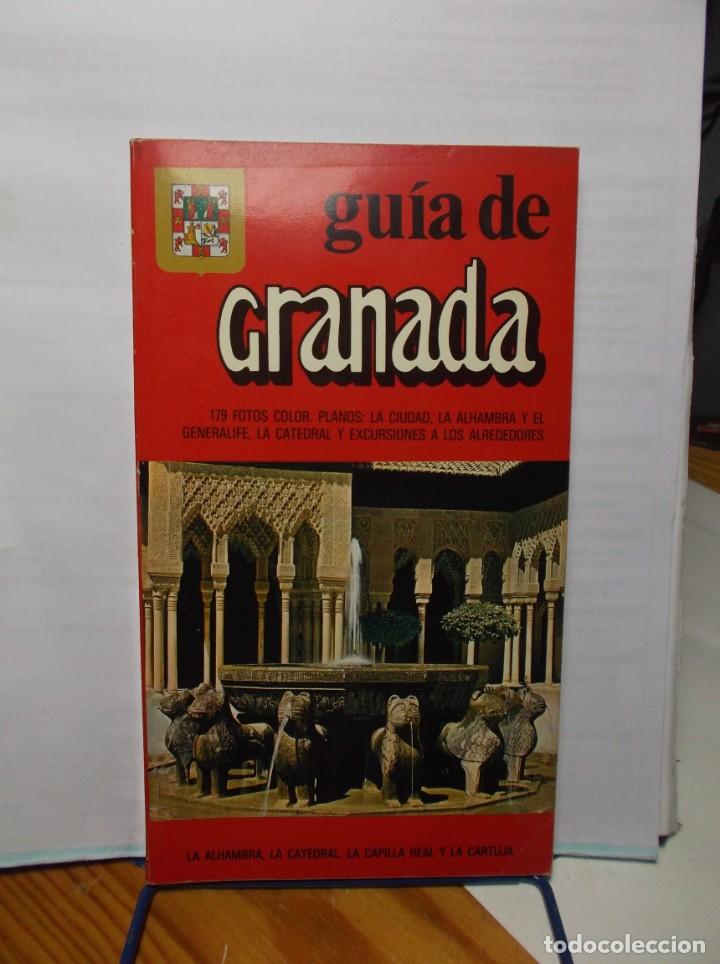 guía de
Granada
179 FOTOS COLOR. PLANOS: LA CIUDAD, LA ALHAMBRA Y EL
GENERALIFE, LA CATEDRAL Y EXCURSIONES A LOS ALREDEDORES
LA ALHAMBRA, LA CATEDRAL, LA CAPILLA REAL Y LA CARTUJA.
todocoleccion